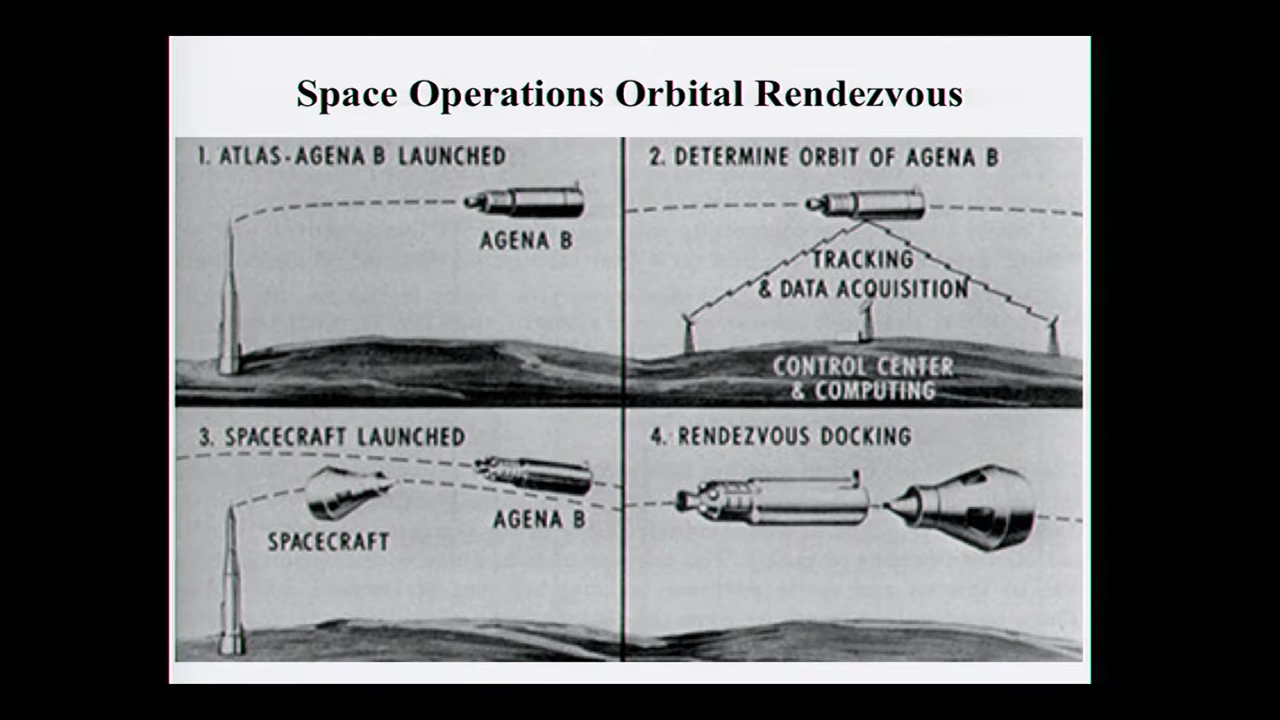 Space Operations Orbital Rendezvous
1. ATLAS-AGENA B LAUNCHED
AGENA B
2. DETERMINE ORBIT OF AGENA B
TRACKING
& DATA ACQUISITION
CONTROL CENTER
& COMPUTING
3. SPACECRAFT LAUNCHED
SPACECRAFT
AGENA B
4. RENDEZVOUS DOCKING